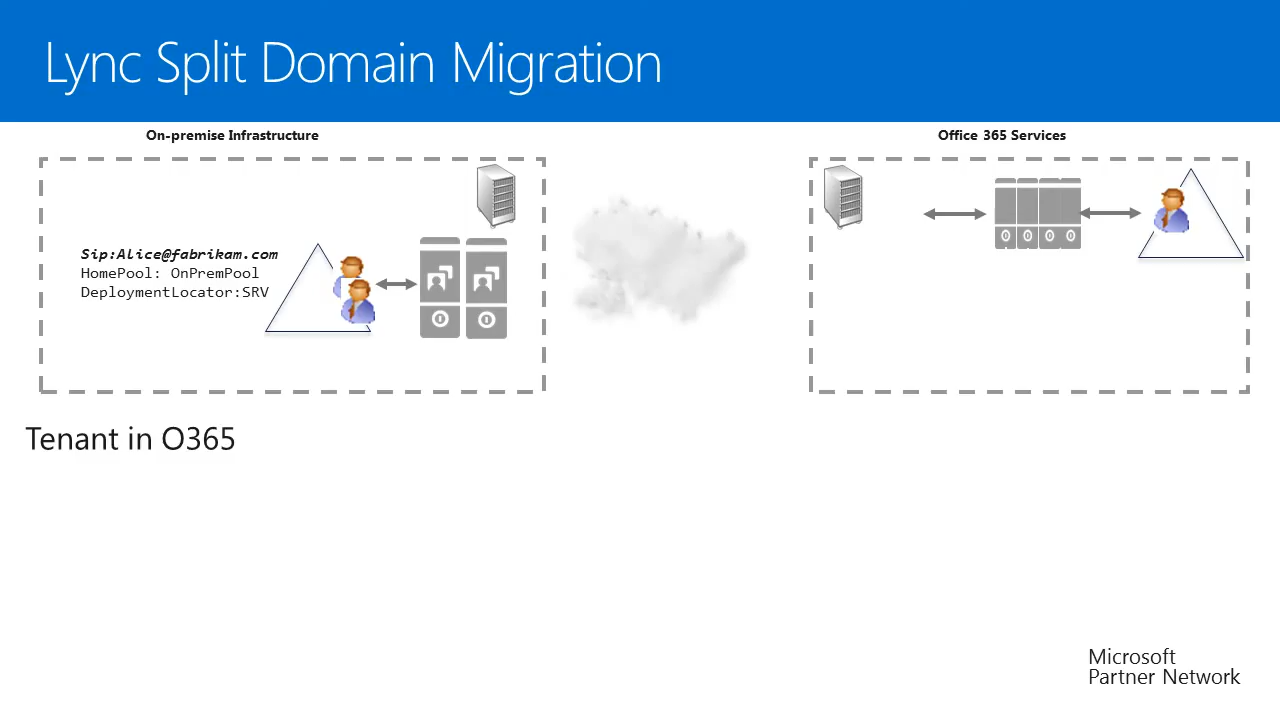 Lync Split Domain Migration
On-premise Infrastructure
Office 365 Services
Sip:Alice@fabrikam.com
HomePool: OnPremPool
DeploymentLocator:SRV
Tenant in O365
Microsoft
Partner Network